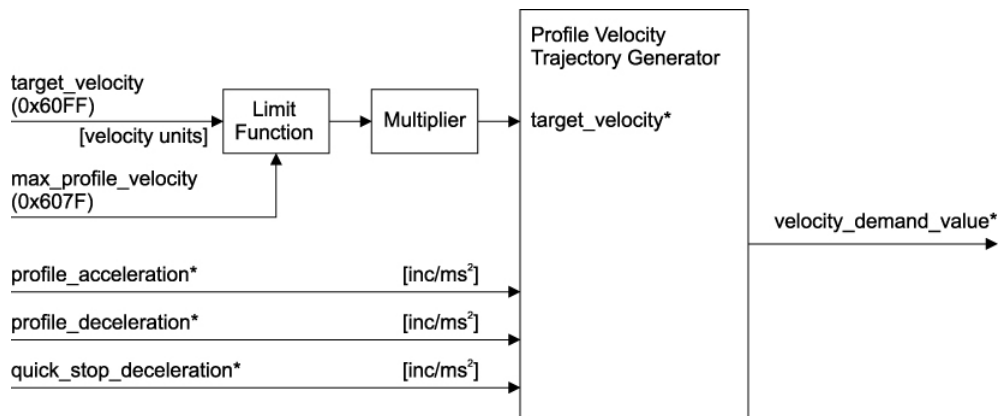 Profile Velocity
Trajectory Generator
target_velocity
(0x60FF)
[velocity units]
Limit
Function
Multiplier
target_velocity*
max_profile_velocity
(0x607F)
velocity_demand_value*
profile_acceleration* [inc/ms²]
profile_deceleration* [inc/ms²]
quick_stop_deceleration* [inc/ms²]